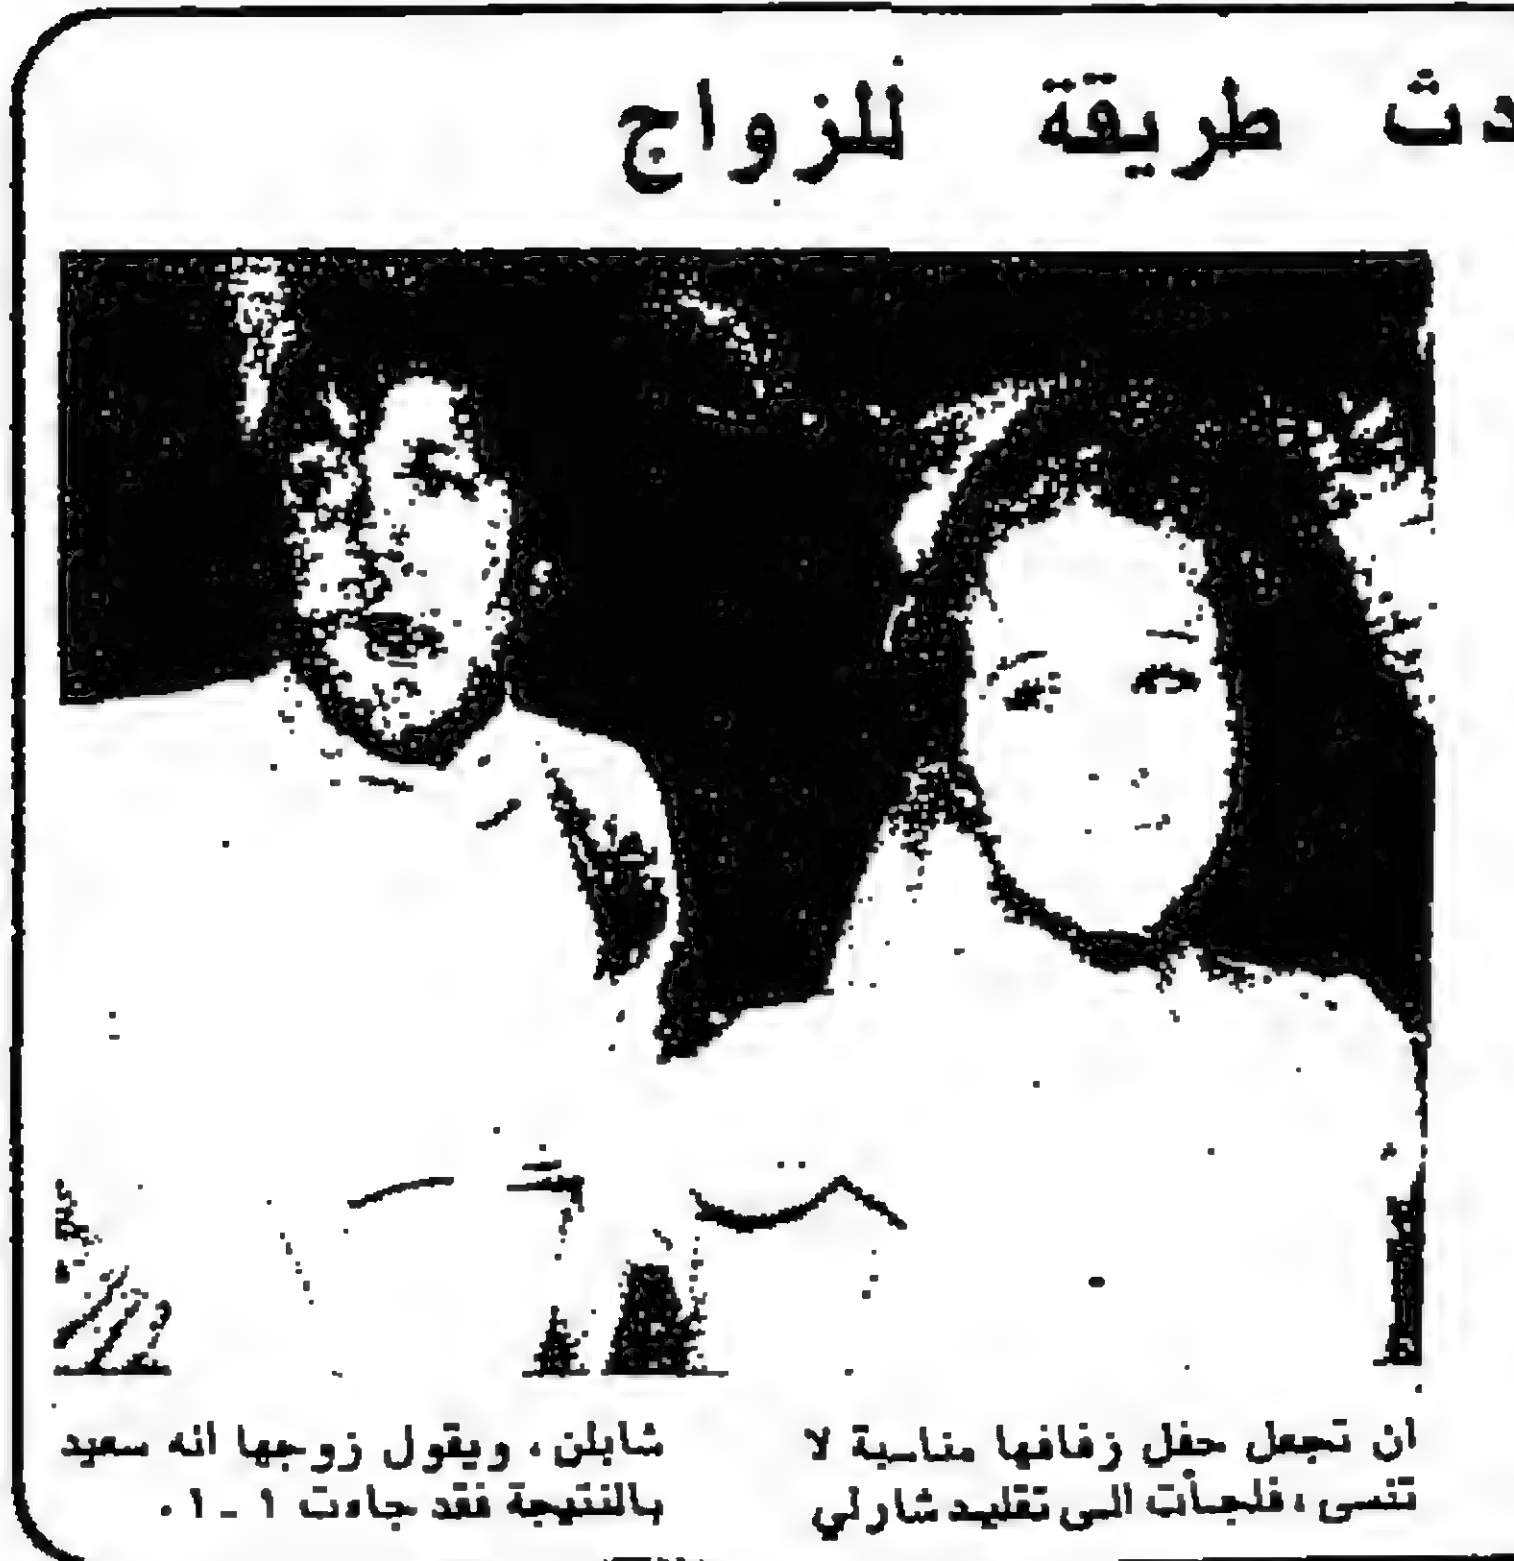 دث طريقة للزواج
ان تجعل حفل زفافها مناسبة لا
تنسى ، فلجأت الى تقليد شارلي
شابلن ، ويقول زوجها انه سعيد
بالنتيجة فقد جاءت ١ - ١ .